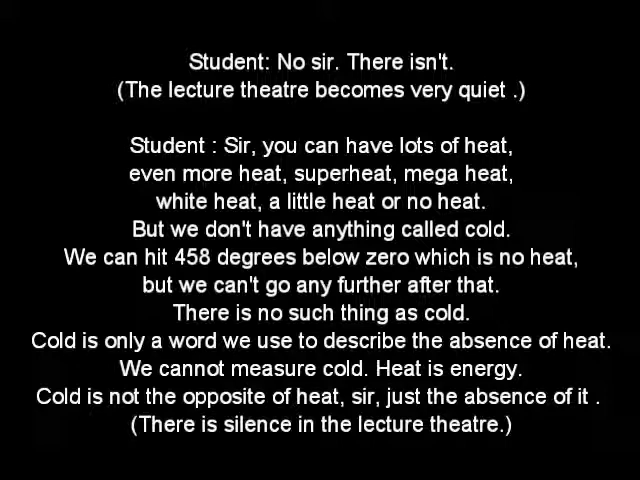 Student: No sir. There isn't.
(The lecture theatre becomes very quiet .)
Student : Sir, you can have lots of heat,
even more heat, superheat, mega heat,
white heat, a little heat or no heat.
But we don't have anything called cold.
We can hit 458 degrees below zero which is no heat,
but we can't go any further after that.
There is no such thing as cold.
Cold is only a word we use to describe the absence of heat.
We cannot measure cold. Heat is energy.
Cold is not the opposite of heat, sir, just the absence of it .
(There is silence in the lecture theatre.)